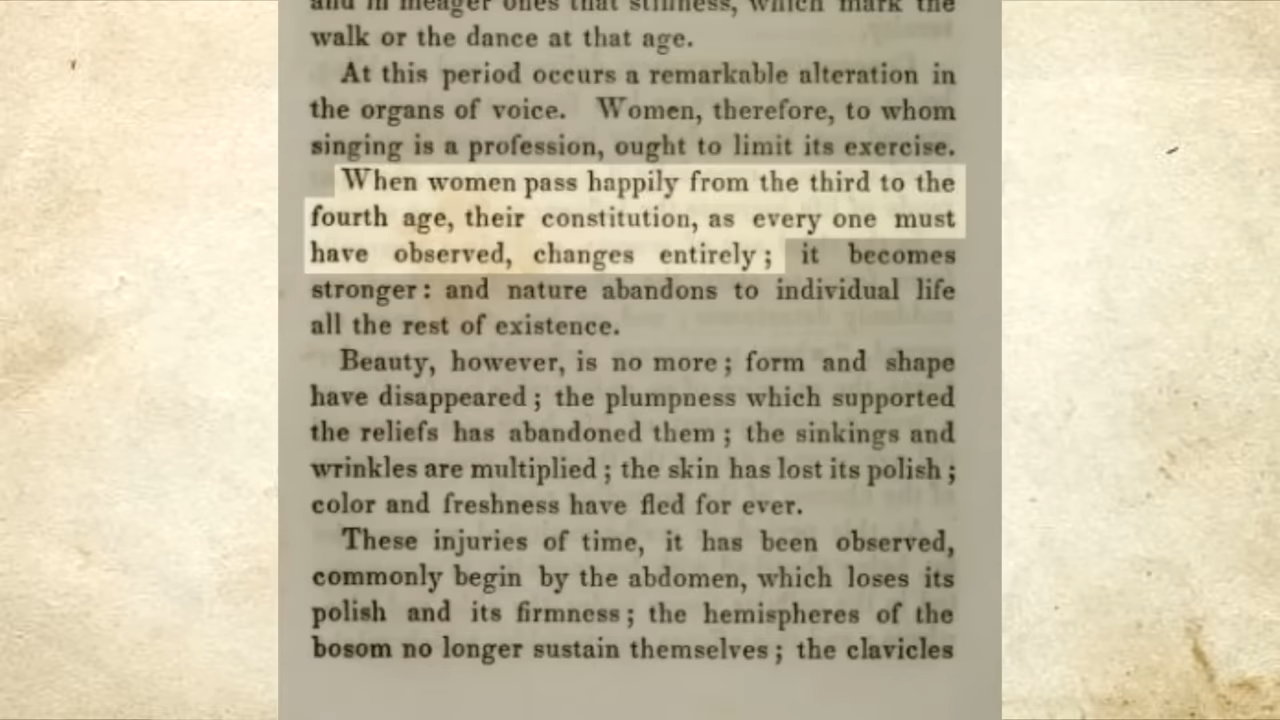 and in meager ones that stiffness, which mark the
walk or the dance at that age.
At this period occurs a remarkable alteration in
the organs of voice. Women, therefore, to whom
singing is a profession, ought to limit its exercise.
When women pass happily from the third to the
fourth age, their constitution, as every one must
have observed, changes entirely; it becomes
stronger: and nature abandons to individual life
all the rest of existence.
Beauty, however, is no more; form and shape
have disappeared; the plumpness which supported
the reliefs has abandoned them; the sinkings and
wrinkles are multiplied; the skin has lost its polish;
color and freshness have fled for ever.
These injuries of time, it has been observed,
commonly begin by the abdomen, which loses its
polish and its firmness; the hemispheres of the
bosom no longer sustain themselves; the clavicles